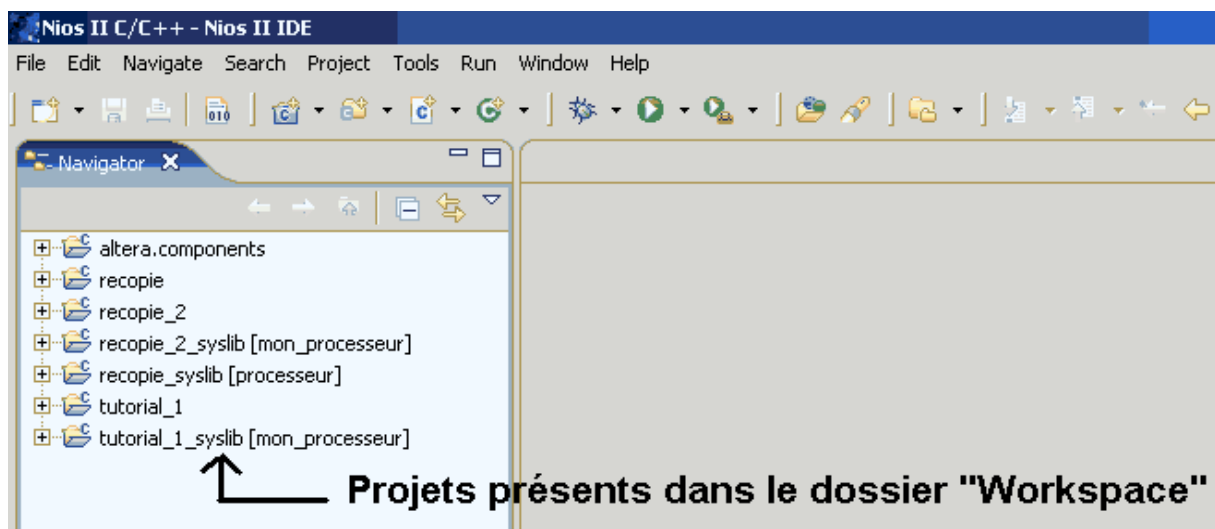 Nios II C/C++ - Nios II IDE
File Edit Navigate Search Project Tools Run Window Help
010
Navigator
altera.components
recopie
recopie_2
recopie_2_syslib [mon_processeur]
recopie_syslib [processeur]
tutorial_1
tutorial_1_syslib [mon_processeur]
Projets présents dans le dossier "Workspace"